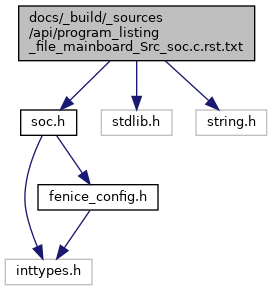 docs/_build/_sources
/api/program_listing
_file_mainboard_Src_soc.c.rst.txt
soc.h
stdlib.h
string.h
fenice_config.h
inttypes.h